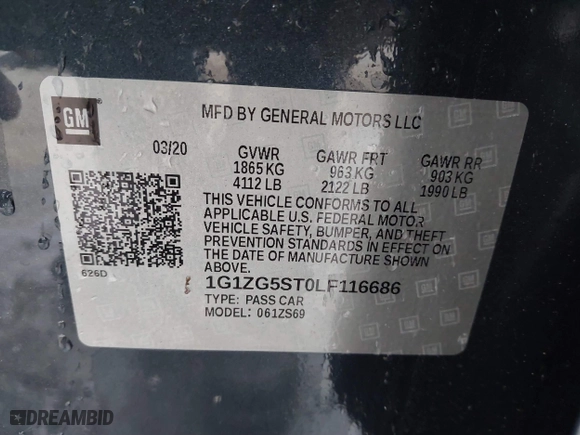 GM
MFD BY GENERAL MOTORS LLC
03/20
GVWR
1865 KG
4112 LB
GAWR FRT
963 KG
2122 LB
GAWR RR
903 KG
1990 LB
THIS VEHICLE CONFORMS TO ALL
APPLICABLE U.S. FEDERAL MOTOR
VEHICLE SAFETY, BUMPER, AND THEFT
PREVENTION STANDARDS IN EFFECT ON
THE DATE OF MANUFACTURE SHOWN
ABOVE.
626D
1G1ZG5ST0LF116686
TYPE: PASS CAR
MODEL: 061ZS69
DREAMBID